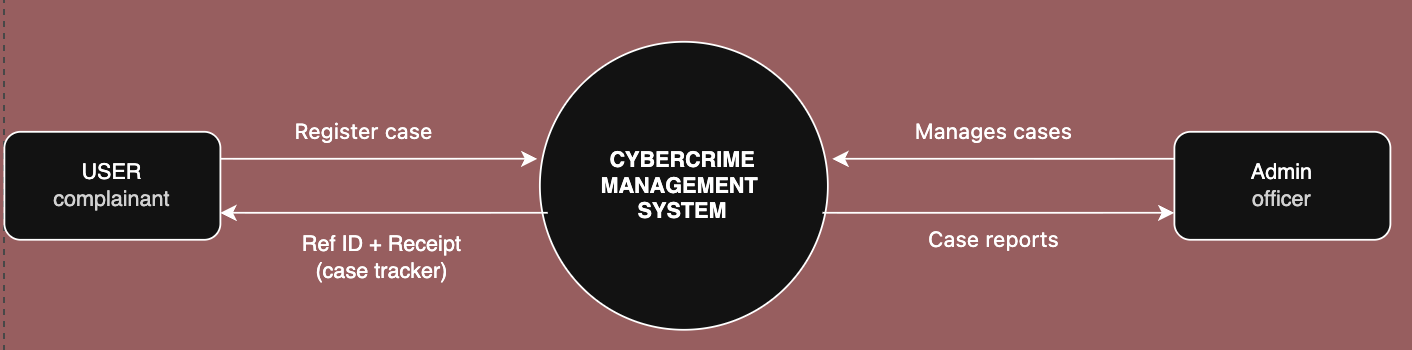 Register case
Manages cases
USER
complainant
CYBERCRIME
MANAGEMENT
SYSTEM
Admin
officer
Ref ID + Receipt
(case tracker)
Case reports